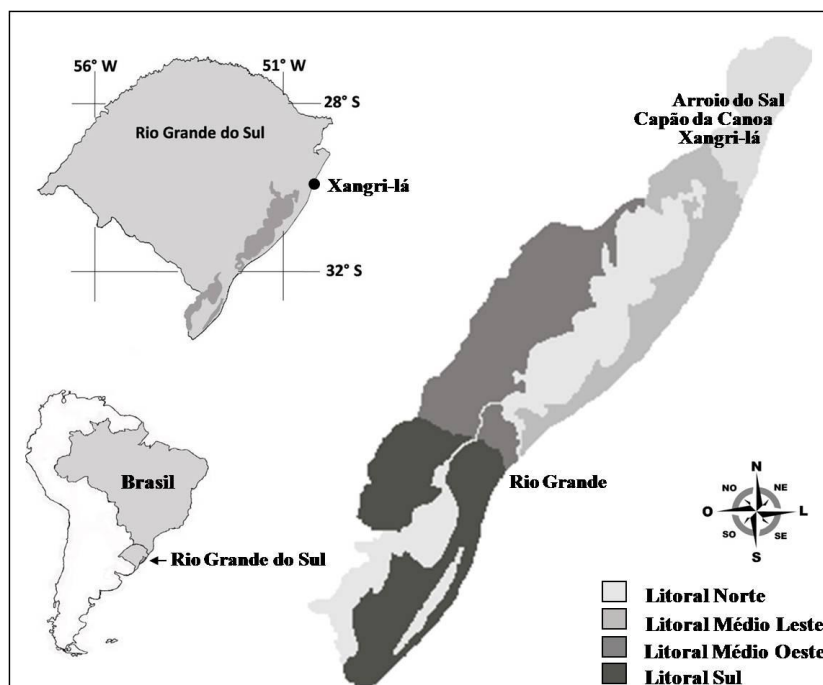 56° W
51° W
28° S
Rio Grande do Sul
Xangri-lá
32° S
Arroio do Sal
Capão da Canoa
Xangri-lá
Brasil
Rio Grande do Sul
Rio Grande
N
NO
NE
O
L
SO
SE
S
Litoral Norte
Litoral Médio Leste
Litoral Médio Oeste
Litoral Sul